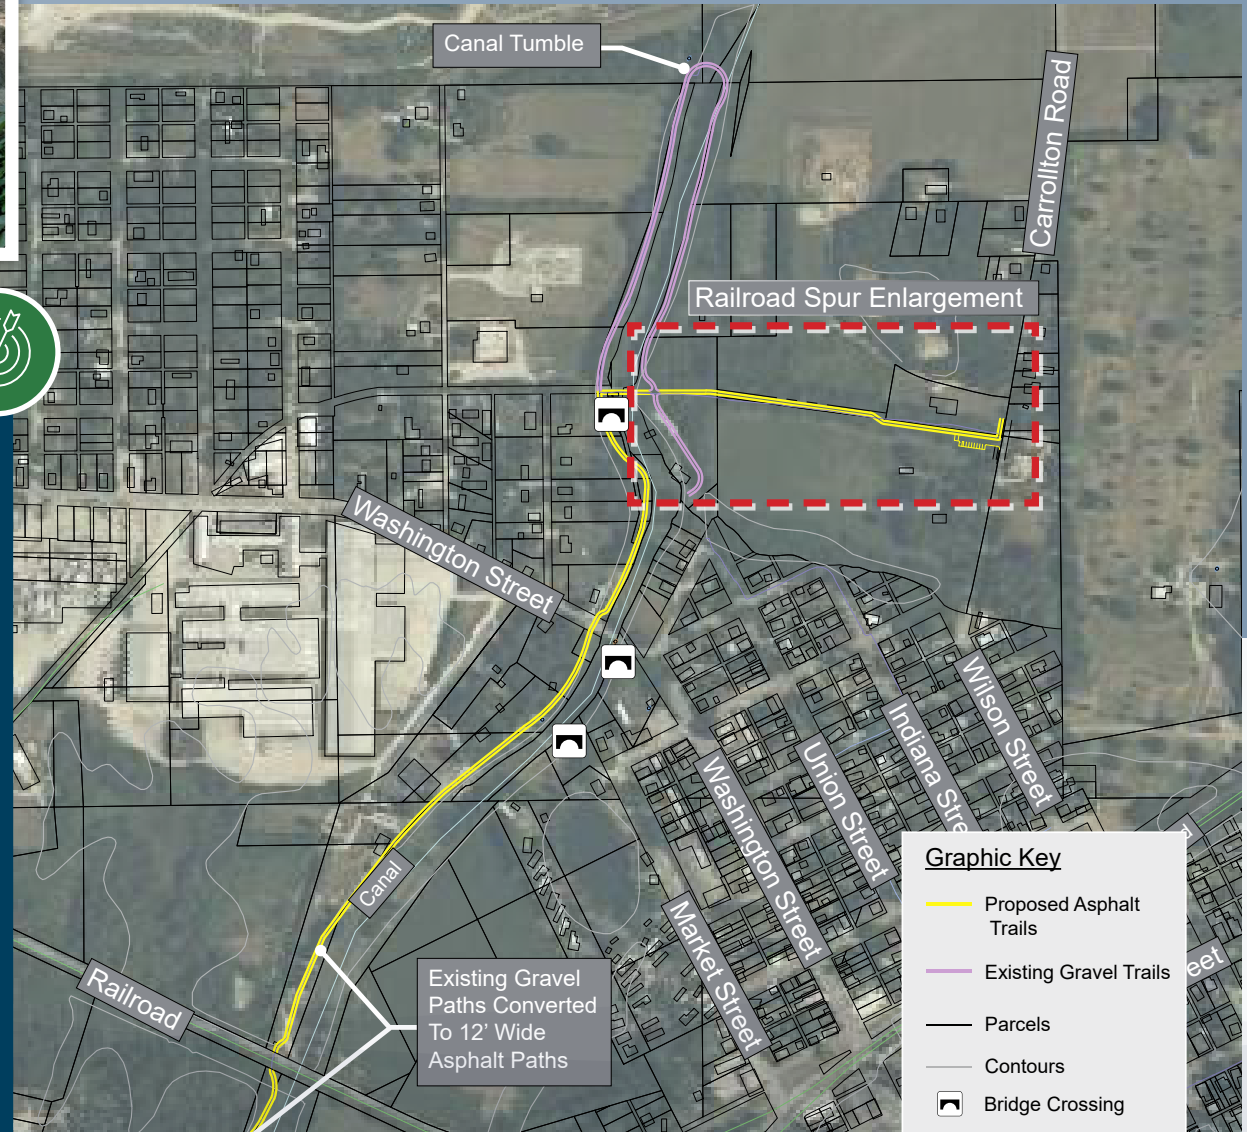 Canal Tumble
Carrollton Road
Railroad Spur Enlargement
Washington Street
Wilson Street
Indiana Stre
Union Street
Washington Street
Market Street
Canal
Railroad
Existing Gravel
Paths Converted
To 12' Wide
Asphalt Paths
Graphic Key
Proposed Asphalt
Trails
Existing Gravel Trails
Parcels
Contours
Bridge Crossing
eet